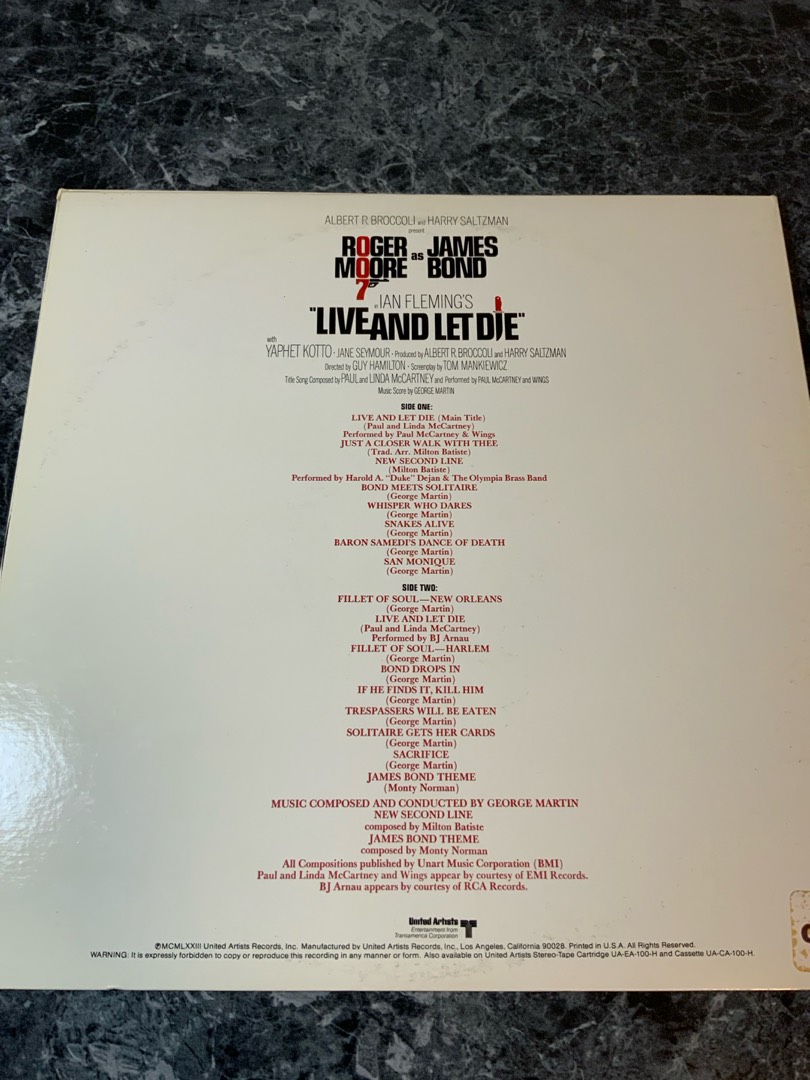 ALBERT R. BROCCOLI and HARRY SALTZMAN
present
ROGER MOORE as JAMES BOND
007
in IAN FLEMING'S
"LIVE AND LET DIE"
with
YAPHET KOTTO · JANE SEYMOUR · Produced by ALBERT R. BROCCOLI and HARRY SALTZMAN
Directed by GUY HAMILTON · Screenplay by TOM MANKIEWICZ
Title Song Composed by PAUL and LINDA McCARTNEY and Performed by PAUL McCARTNEY and WINGS
Music Score by GEORGE MARTIN
SIDE ONE:
LIVE AND LET DIE (Main Title)
(Paul and Linda McCartney)
Performed by Paul McCartney & Wings
JUST A CLOSER WALK WITH THEE
(Trad. Arr. Milton Batiste)
NEW SECOND LINE
(Milton Batiste)
Performed by Harold A. "Duke" Dejan & The Olympia Brass Band
BOND MEETS SOLITAIRE
(George Martin)
WHISPER WHO DARES
(George Martin)
SNAKES ALIVE
(George Martin)
BARON SAMEDI'S DANCE OF DEATH
(George Martin)
SAN MONIQUE
(George Martin)
SIDE TWO:
FILLET OF SOUL—NEW ORLEANS
(George Martin)
LIVE AND LET DIE
(Paul and Linda McCartney)
Performed by BJ Arnau
FILLET OF SOUL—HARLEM
(George Martin)
BOND DROPS IN
(George Martin)
IF HE FINDS IT, KILL HIM
(George Martin)
TRESPASSERS WILL BE EATEN
(George Martin)
SOLITAIRE GETS HER CARDS
(George Martin)
SACRIFICE
(George Martin)
JAMES BOND THEME
(Monty Norman)
MUSIC COMPOSED AND CONDUCTED BY GEORGE MARTIN
NEW SECOND LINE
composed by Milton Batiste
JAMES BOND THEME
composed by Monty Norman
All Compositions published by Unart Music Corporation (BMI)
Paul and Linda McCartney and Wings appear by courtesy of EMI Records.
BJ Arnau appears by courtesy of RCA Records.
United Artists
Entertainment from
Transamerica Corporation
℗MCMLXXIII United Artists Records, Inc. Manufactured by United Artists Records, Inc., Los Angeles, California 90028. Printed in U.S.A. All Rights Reserved.
WARNING: It is expressly forbidden to copy or reproduce this recording in any manner or form. Also available on United Artists Stereo-Tape Cartridge UA-EA-100-H and Cassette UA-CA-100-H.